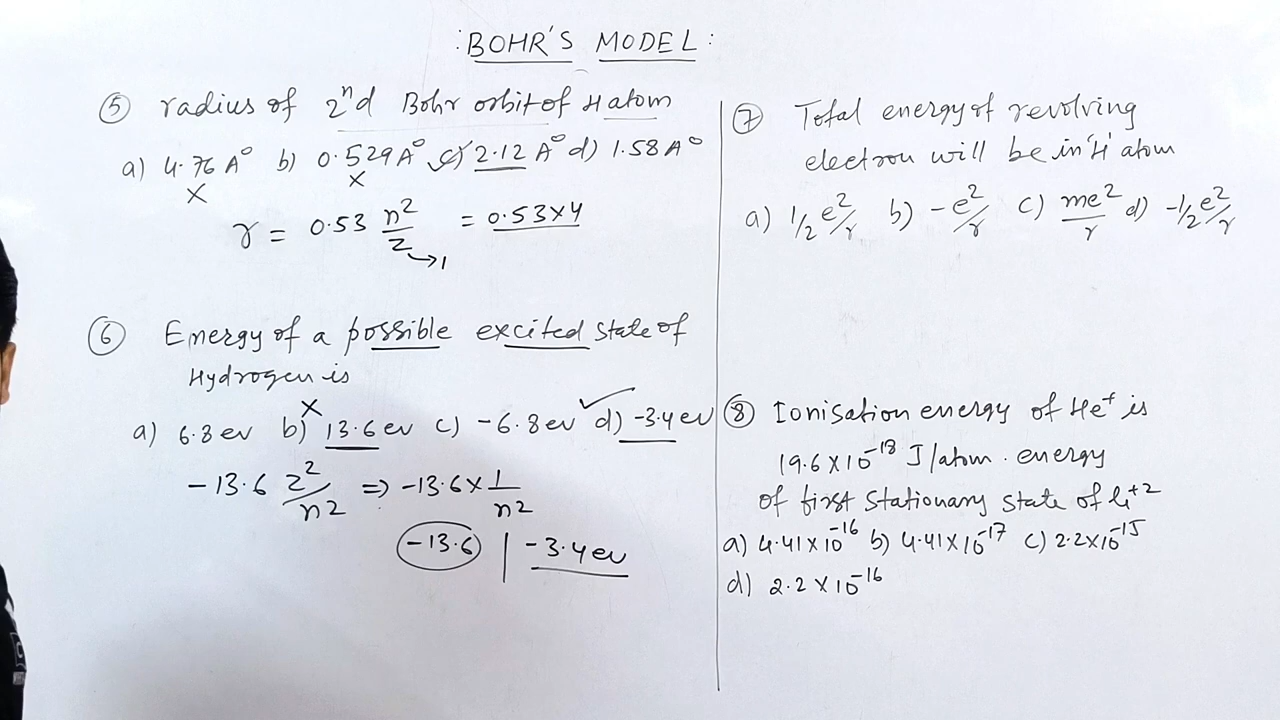 :BOHR'S MODEL:
⑤ radius of 2nd Bohr orbit of H atom
a) 4.76 A° b) 0.529A° c) 2.12 A° d) 1.58 A°
x x
r = 0.53 n²/Z = 0.53×4
→1
⑥ Energy of a possible excited state of
Hydrogen is
x ✓
a) 6.8 ev b) 13.6 ev c) -6.8 ev d) -3.4 ev
-13.6 Z²/n² => -13.6 × 1/n²
-13.6 | -3.4 ev
⑦ Total energy of revolving
electron will be in 'H' atom
a) 1/2 e²/r b) -e²/r c) me²/r d) -1/2 e²/r
⑧ Ionisation energy of He⁺ is
19.6×10⁻¹⁸ J/atom. energy
of first stationary state of Li⁺²
a) 4.41×10⁻¹⁶ b) 4.41×10⁻¹⁷ c) 2.2×10⁻¹⁵
d) 2.2×10⁻¹⁶